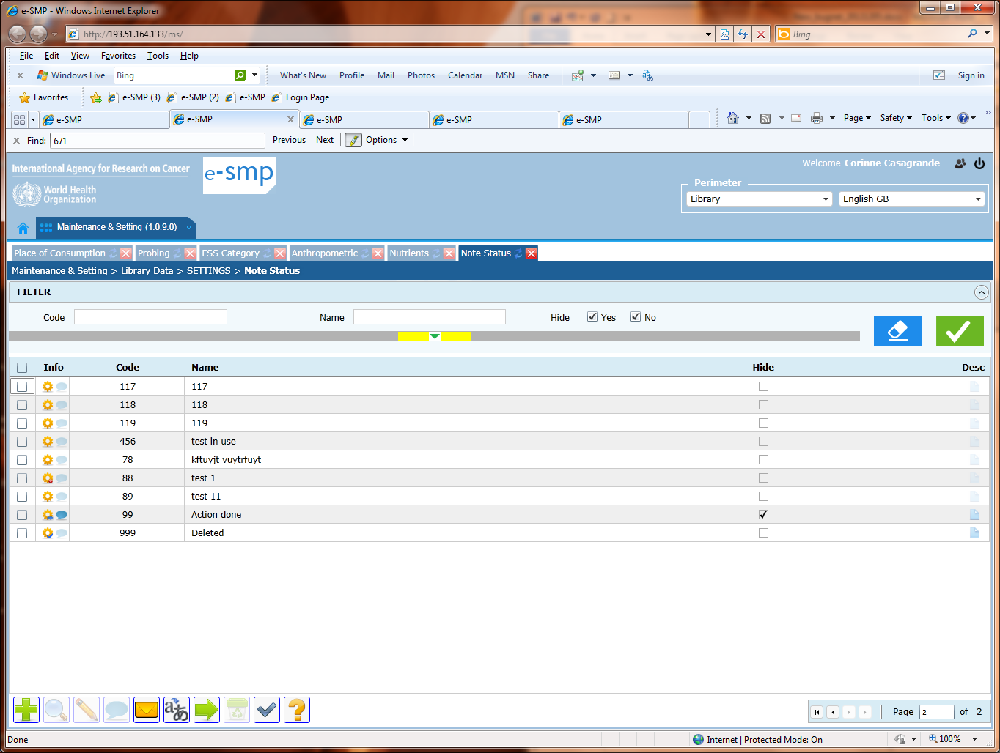 e-SMP - Windows Internet Explorer
http://193.51.164.133/ms/
Bing
File Edit View Favorites Tools Help
Windows Live Bing What's New Profile Mail Photos Calendar MSN Share Sign in
Favorites e-SMP (3) e-SMP (2) e-SMP Login Page
e-SMP e-SMP e-SMP e-SMP e-SMP Page Safety Tools
Find: 671 Previous Next Options
International Agency for Research on Cancer
World Health
Organization
e-smp
Welcome Corinne Casagrande
Perimeter
Library English GB
Maintenance & Setting (1.0.9.0)
Place of Consumption Probing FSS Category Anthropometric Nutrients Note Status
Maintenance & Setting > Library Data > SETTINGS > Note Status
FILTER
Code Name Hide Yes No
Info Code Name Hide Desc
117 117
118 118
119 119
456 test in use
78 kftuyjt vuytrfuyt
88 test 1
89 test 11
99 Action done
999 Deleted
Page 2 of 2
Done Internet | Protected Mode: On 100%